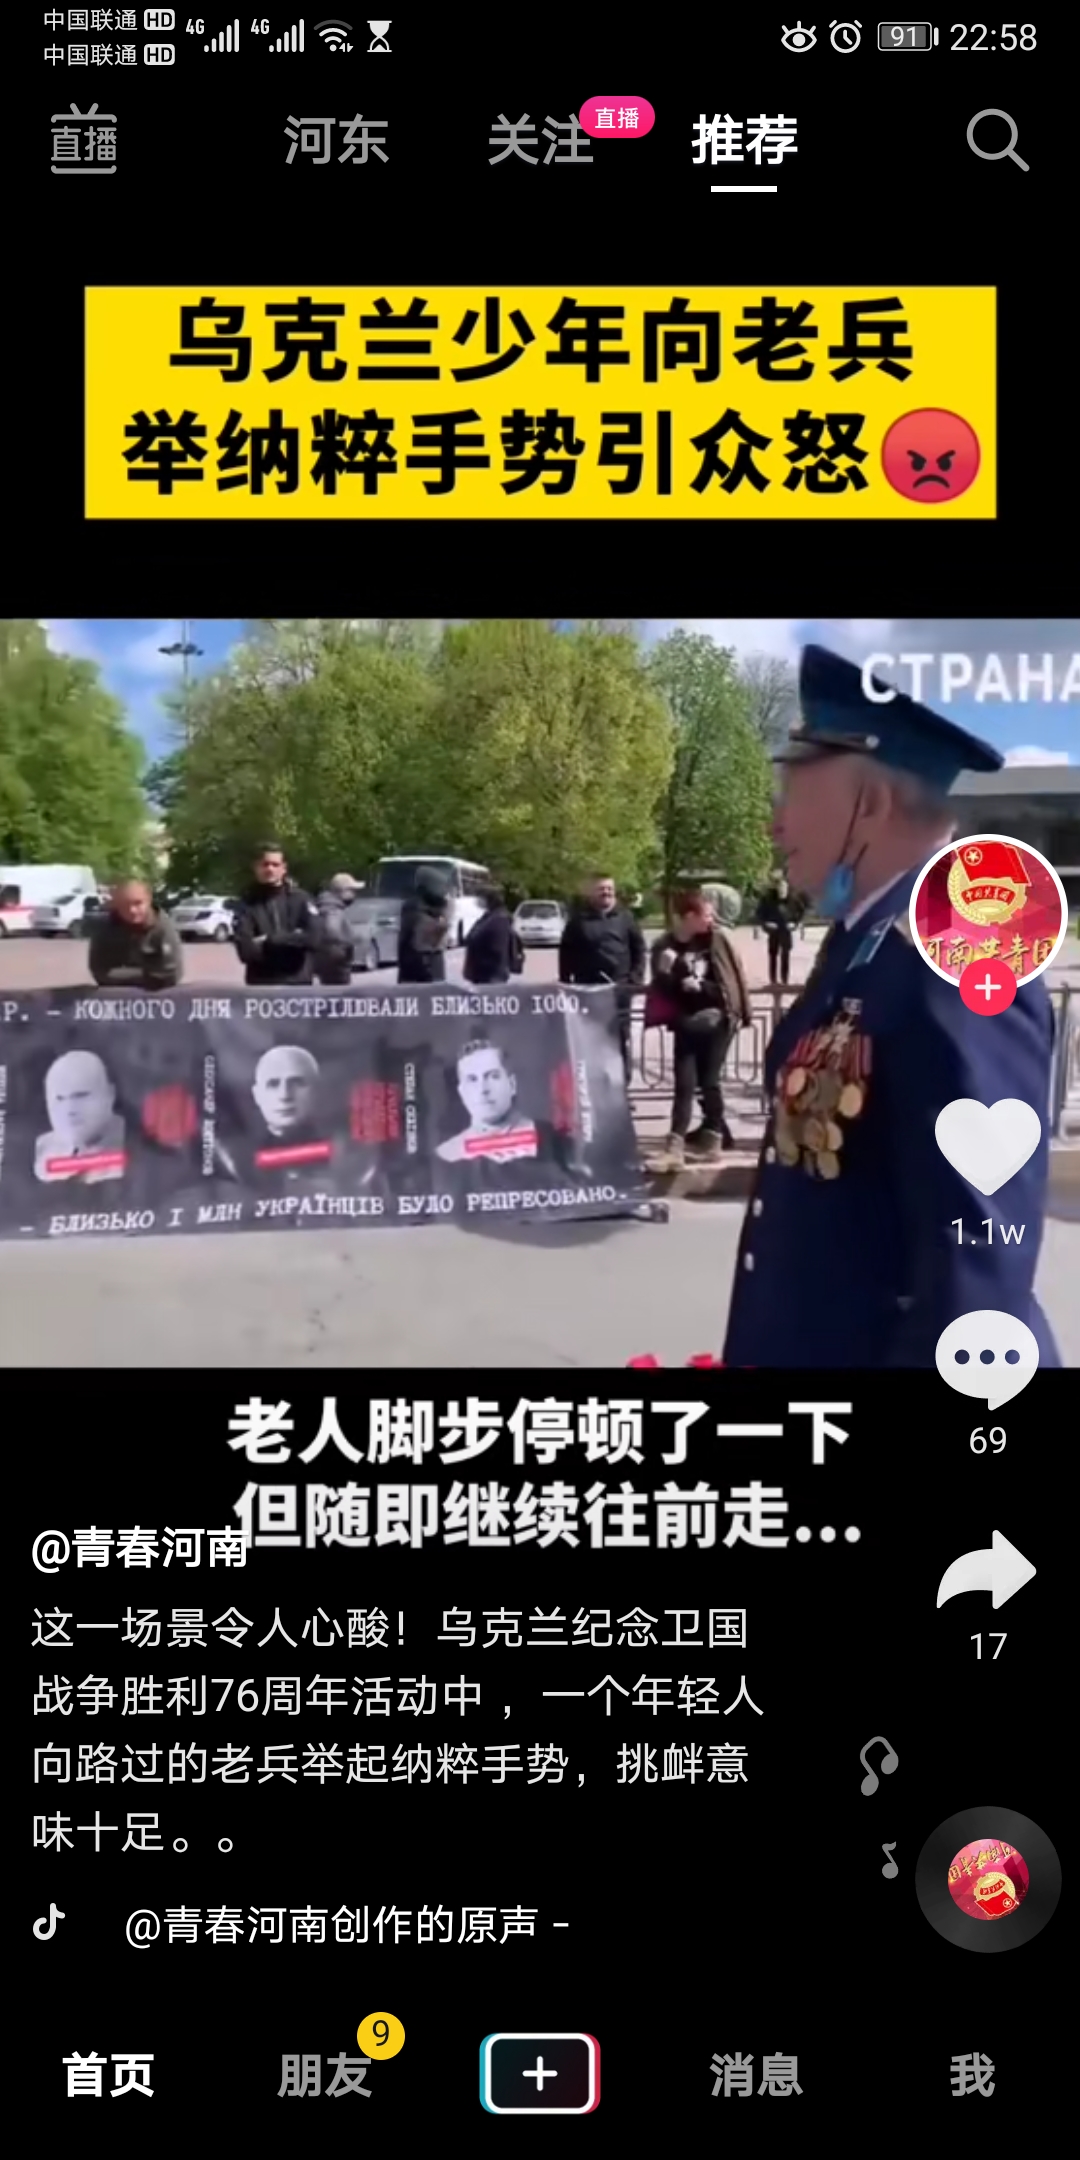 中国联通 HD 4G 4G 91 22:58
中国联通 HD
直播 河东 关注 直播 推荐
乌克兰少年向老兵
举纳粹手势引众怒
СТРАНА
Р. – КОЖНОГО ДНЯ РОЗСТРІЛЮВАЛИ БЛИЗЬКО 1000.
– БЛИЗЬКО 1 МЛН УКРАЇНЦІВ БУЛО РЕПРЕСОВАНО.
河南共青团
1.1w
69
17
老人脚步停顿了一下
但随即继续往前走...
@青春河南
这一场景令人心酸！乌克兰纪念卫国
战争胜利76周年活动中，一个年轻人
向路过的老兵举起纳粹手势，挑衅意
味十足。。
@青春河南创作的原声 -
首页 朋友 9 消息 我